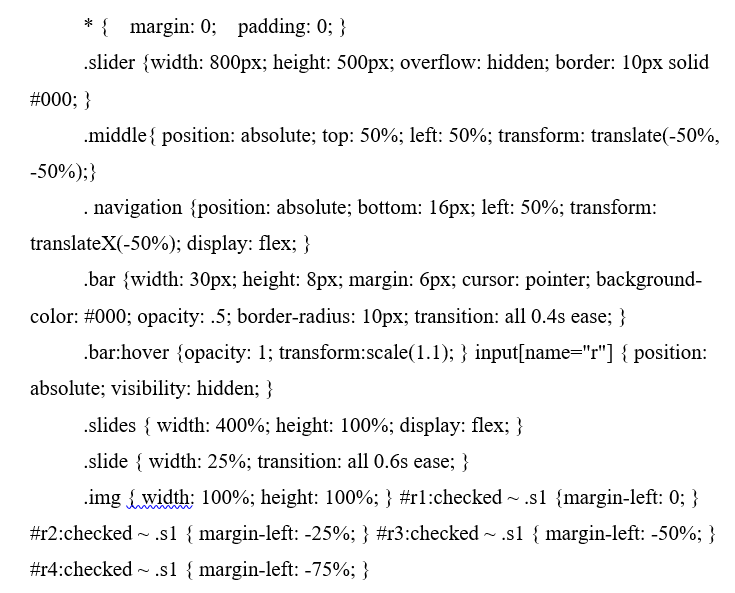 * {    margin: 0;    padding: 0; }
.slider {width: 800px; height: 500px; overflow: hidden; border: 10px solid
#000; }
.middle{ position: absolute; top: 50%; left: 50%; transform: translate(-50%,
-50%);}
. navigation {position: absolute; bottom: 16px; left: 50%; transform:
translateX(-50%); display: flex; }
.bar {width: 30px; height: 8px; margin: 6px; cursor: pointer; background-
color: #000; opacity: .5; border-radius: 10px; transition: all 0.4s ease; }
.bar:hover {opacity: 1; transform:scale(1.1); } input[name="r"] { position:
absolute; visibility: hidden; }
.slides { width: 400%; height: 100%; display: flex; }
.slide { width: 25%; transition: all 0.6s ease; }
.img { width: 100%; height: 100%; } #r1:checked ~ .s1 {margin-left: 0; }
#r2:checked ~ .s1 { margin-left: -25%; } #r3:checked ~ .s1 { margin-left: -50%; }
#r4:checked ~ .s1 { margin-left: -75%; }